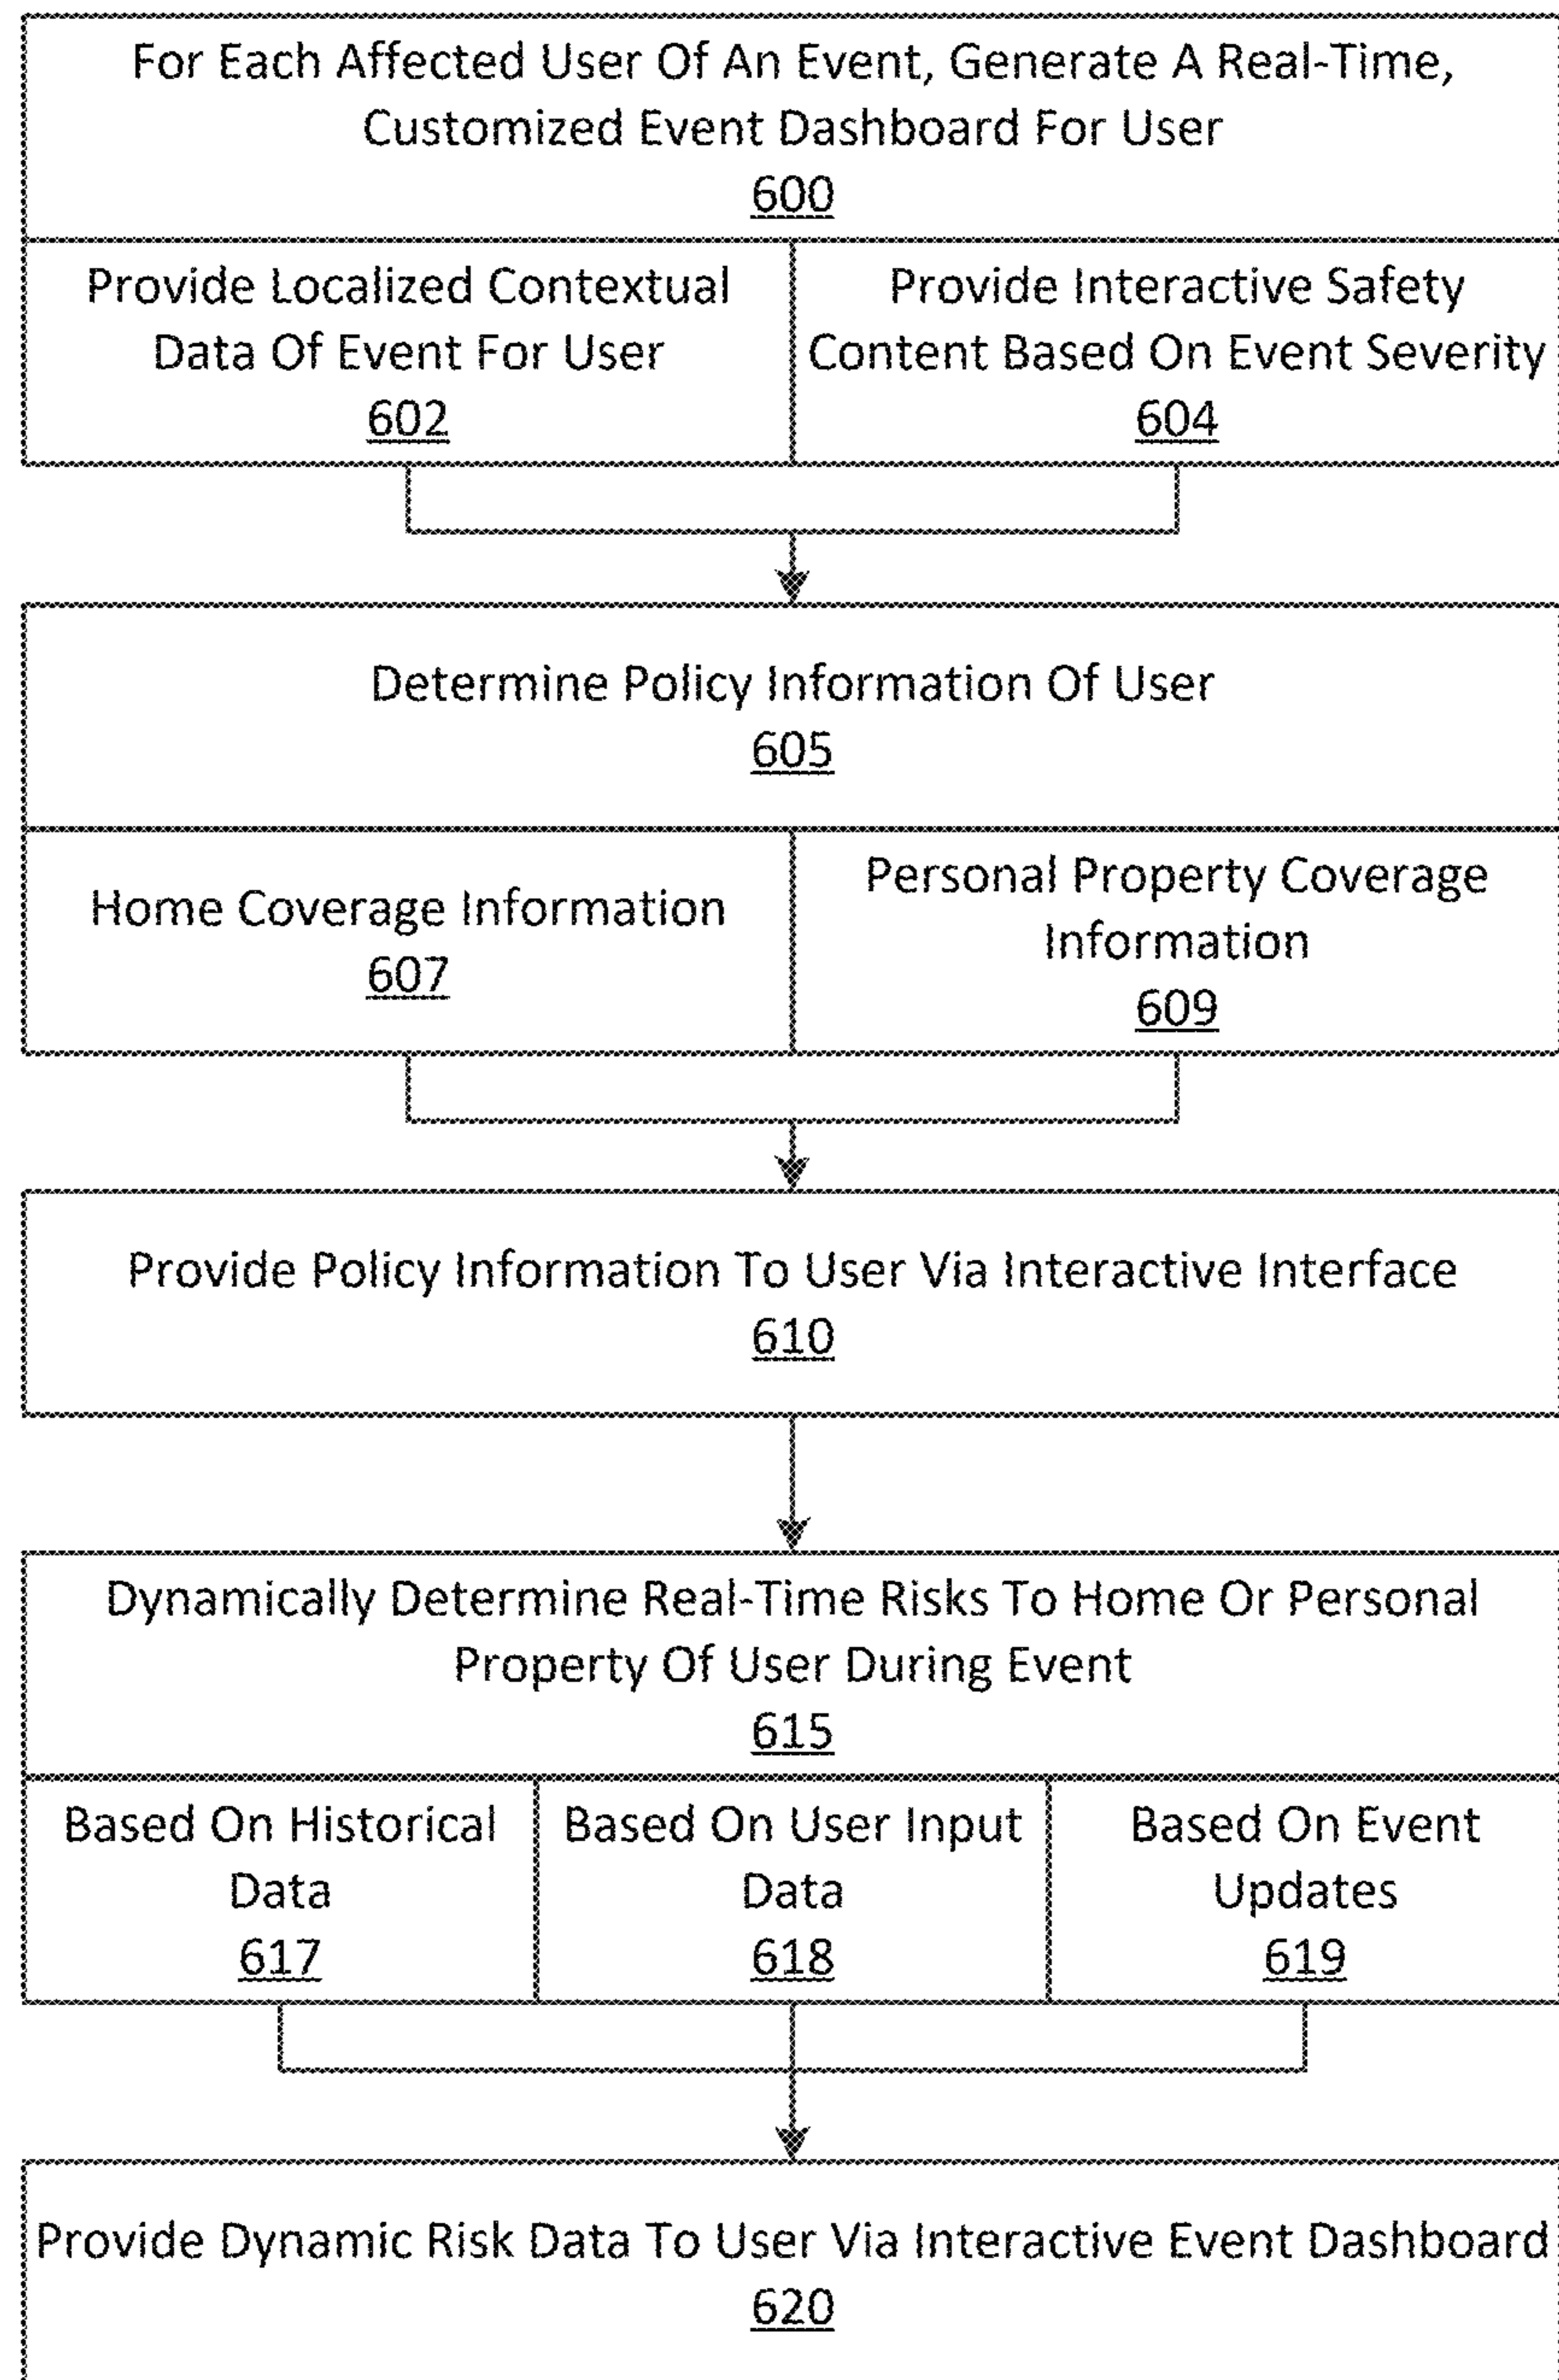 For Each Affected User Of An Event, Generate A Real-Time,
Customized Event Dashboard For User
600
Provide Localized Contextual
Data Of Event For User
602
Provide Interactive Safety
Content Based On Event Severity
604
Determine Policy Information Of User
605
Home Coverage Information
607
Personal Property Coverage
Information
609
Provide Policy Information To User Via Interactive Interface
610
Dynamically Determine Real-Time Risks To Home Or Personal
Property Of User During Event
615
Based On Historical
Data
617
Based On User Input
Data
618
Based On Event
Updates
619
Provide Dynamic Risk Data To User Via Interactive Event Dashboard
620